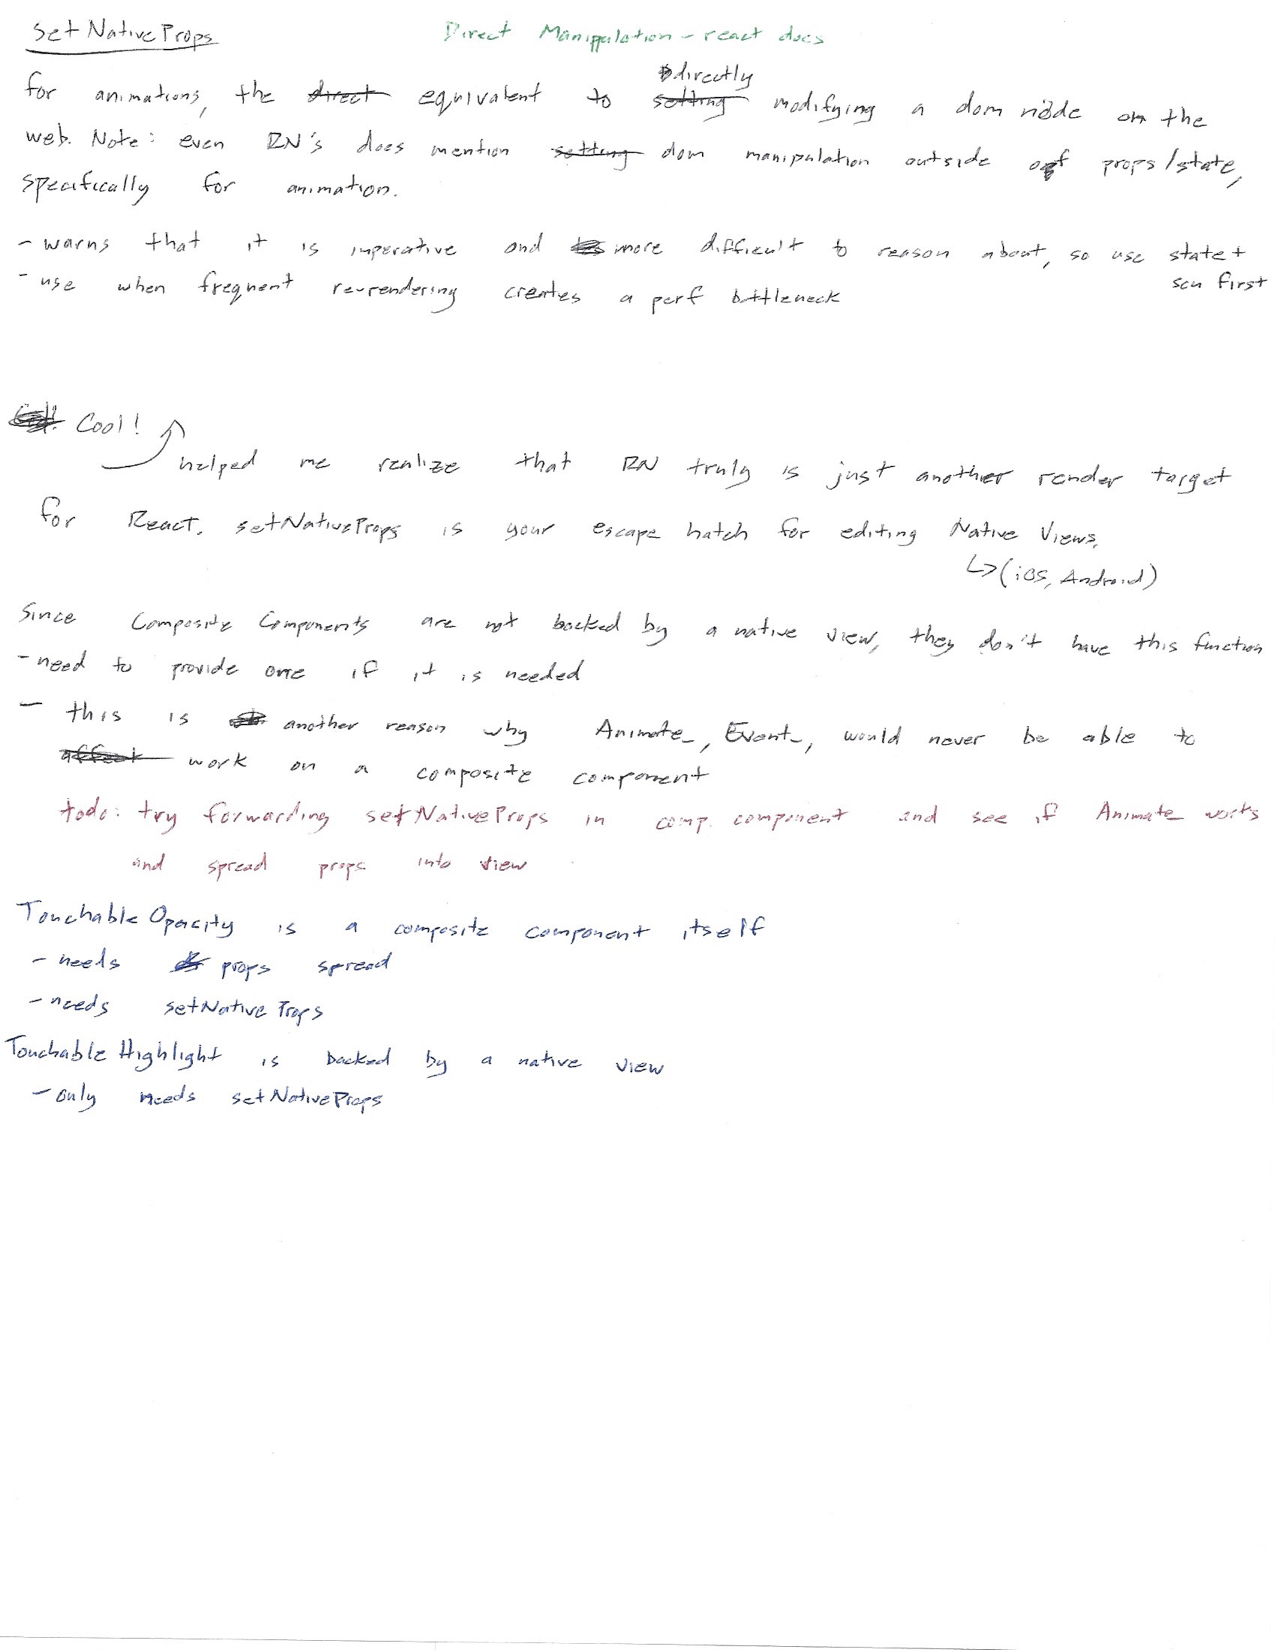 setNativeProps
Direct Manipulation - react docs
for animations, the direct equivalent to setting directly modifying a dom node on the
web. Note: even RN's docs mention setting dom manipulation outside of props/state,
specifically for animation.
- warns that it is imperative and more difficult to reason about, so use state +
scu first
- use when frequent re-rendering creates a perf bottleneck
Cool!
helped me realize that RN truly is just another render target
for React. setNativeProps is your escape hatch for editing Native Views.
↳ (iOS, Android)
Since Composite Components are not backed by a native view, they don't have this function
- need to provide one if it is needed
- this is another reason why Animate_, Event_, would never be able to
affect work on a composite component
todo: try forwarding setNativeProps in comp. component and see if Animate_ works
and spread props into view
Touchable Opacity is a composite component itself
- needs props spread
- needs setNativeProps
Touchable Highlight is backed by a native view
- only needs setNativeProps